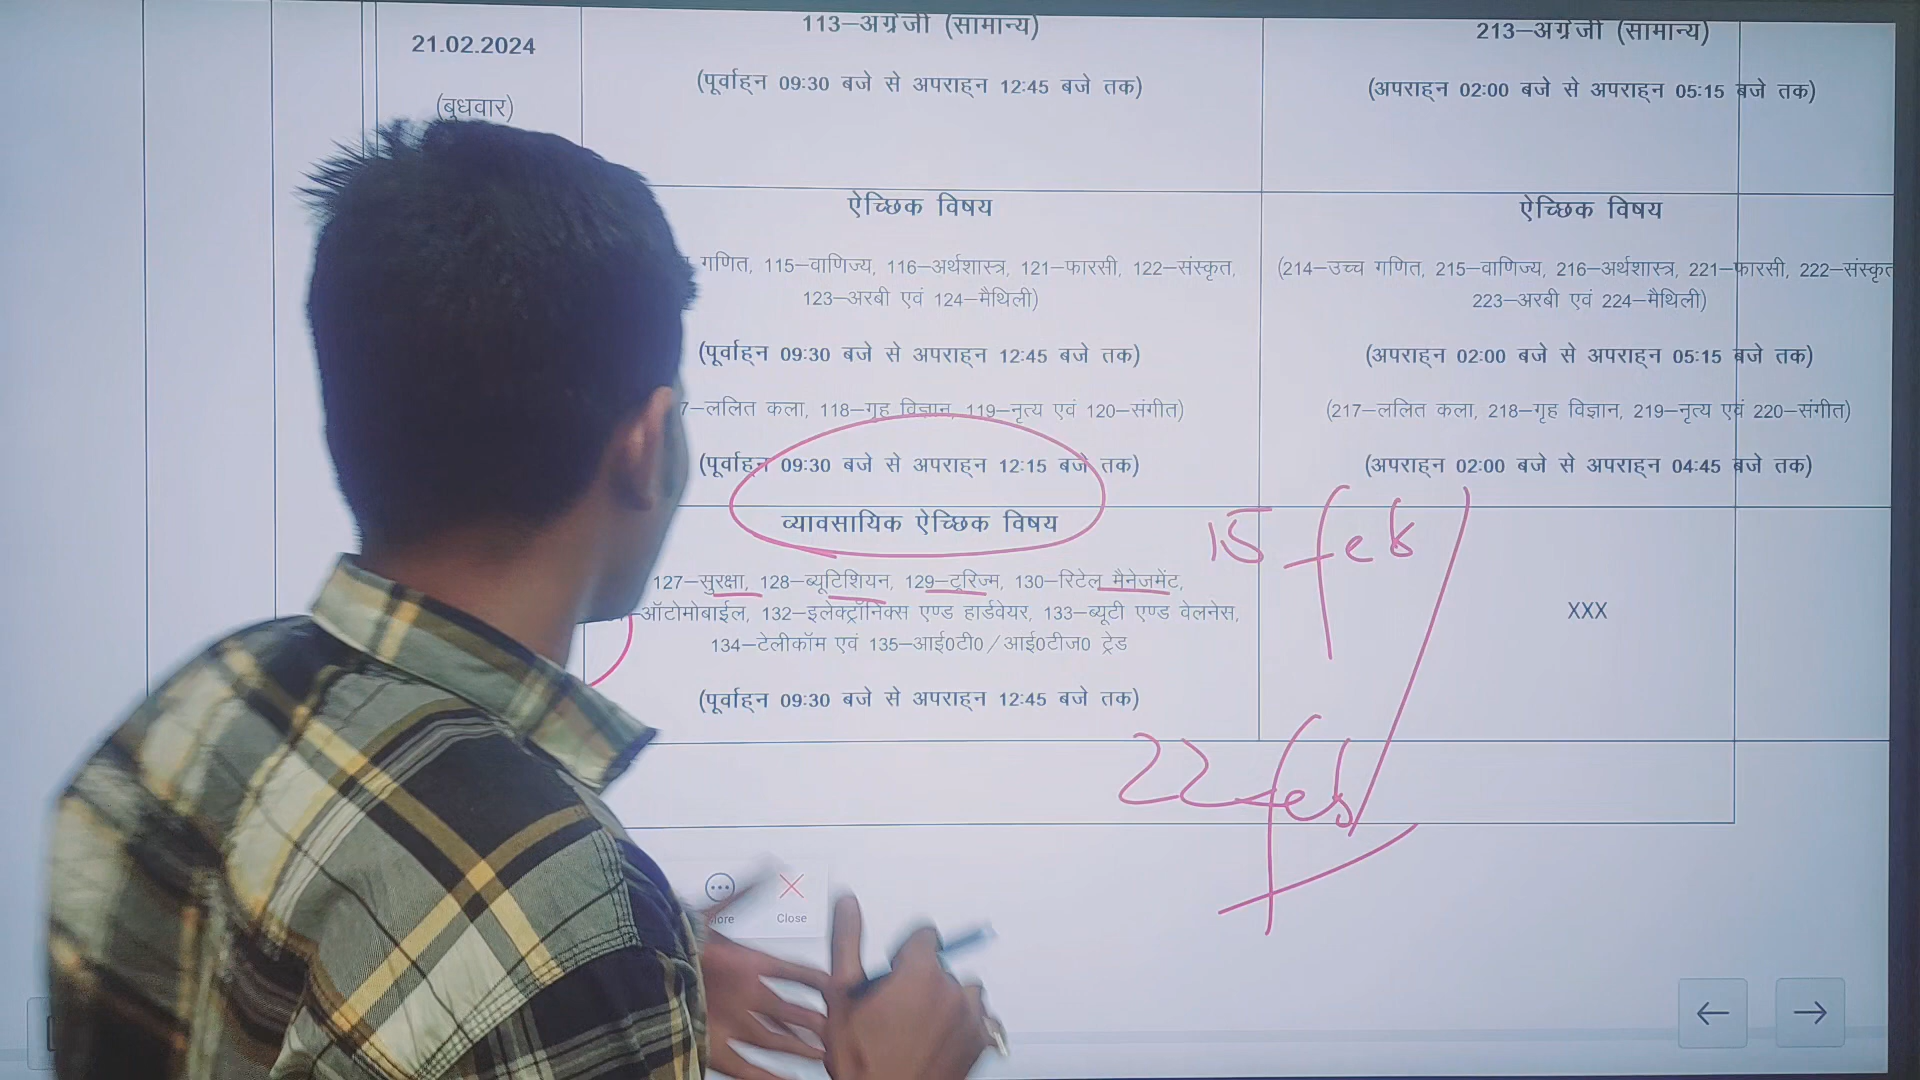 113–अंग्रेजी (सामान्य)
213–अंग्रेजी (सामान्य)
21.02.2024
(बुधवार)
(पूर्वाह्न 09:30 बजे से अपराह्न 12:45 बजे तक)
(अपराह्न 02:00 बजे से अपराह्न 05:15 बजे तक)
ऐच्छिक विषय
गणित, 115–वाणिज्य, 116–अर्थशास्त्र, 121–फारसी, 122–संस्कृत,
123–अरबी एवं 124–मैथिली)
(पूर्वाह्न 09:30 बजे से अपराह्न 12:45 बजे तक)
7–ललित कला, 118–गृह विज्ञान, 119–नृत्य एवं 120–संगीत)
(पूर्वाह्न 09:30 बजे से अपराह्न 12:15 बजे तक)
ऐच्छिक विषय
(214–उच्च गणित, 215–वाणिज्य, 216–अर्थशास्त्र, 221–फारसी, 222–संस्कृत
223–अरबी एवं 224–मैथिली)
(अपराह्न 02:00 बजे से अपराह्न 05:15 बजे तक)
(217–ललित कला, 218–गृह विज्ञान, 219–नृत्य एवं 220–संगीत)
(अपराह्न 02:00 बजे से अपराह्न 04:45 बजे तक)
व्यावसायिक ऐच्छिक विषय
127–सुरक्षा, 128–ब्यूटिशियन, 129–टूरिज्म, 130–रिटेल मैनेजमेंट,
–ऑटोमोबाईल, 132–इलेक्ट्रॉनिक्स एण्ड हार्डवेयर, 133–ब्यूटी एण्ड वेलनेस,
134–टेलीकॉम एवं 135–आई0टी0/आई0टीज0 ट्रेड
(पूर्वाह्न 09:30 बजे से अपराह्न 12:45 बजे तक)
XXX
15 feb
22 feb
More
Close